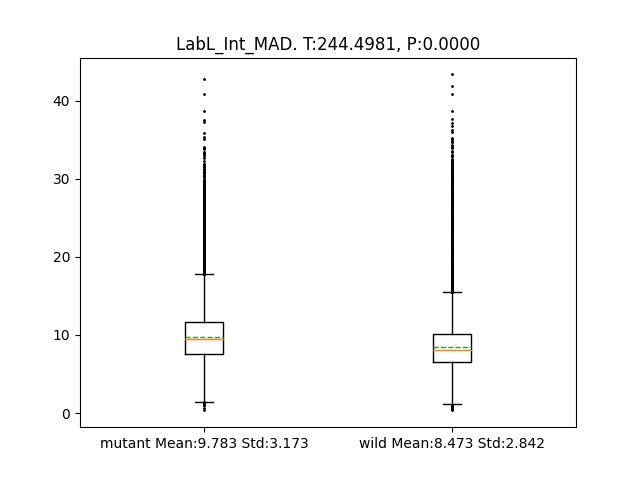 LabL_Int_MAD. T:244.4981, P:0.0000
40
30
20
10
0
mutant Mean:9.783 Std:3.173
wild Mean:8.473 Std:2.842